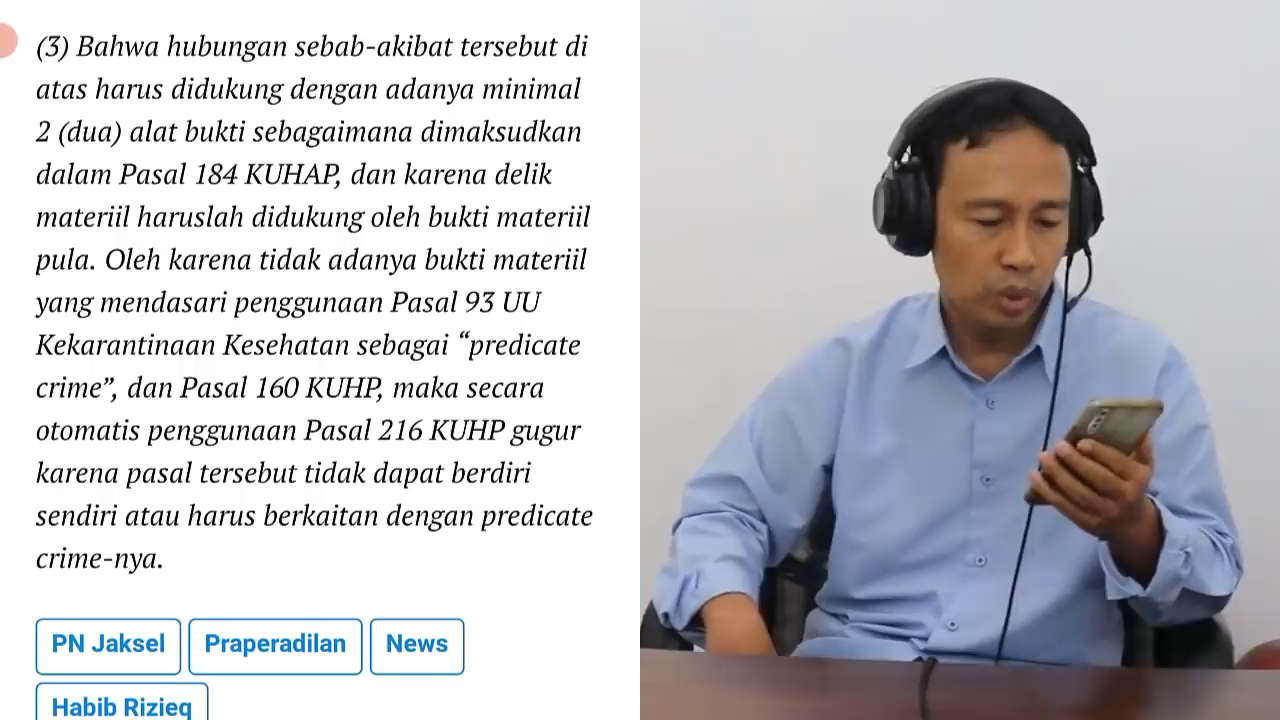 (3) Bahwa hubungan sebab-akibat tersebut di
atas harus didukung dengan adanya minimal
2 (dua) alat bukti sebagaimana dimaksudkan
dalam Pasal 184 KUHAP, dan karena delik
materiil haruslah didukung oleh bukti materiil
pula. Oleh karena tidak adanya bukti materiil
yang mendasari penggunaan Pasal 93 UU
Kekarantinaan Kesehatan sebagai “predicate
crime”, dan Pasal 160 KUHP, maka secara
otomatis penggunaan Pasal 216 KUHP gugur
karena pasal tersebut tidak dapat berdiri
sendiri atau harus berkaitan dengan predicate
crime-nya.
PN Jaksel Praperadilan News
Habib Rizieq